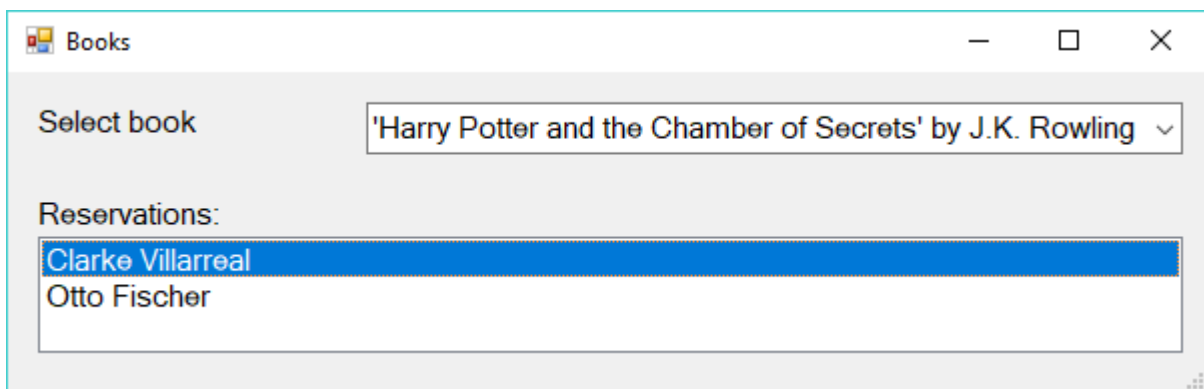 Books
Select book
'Harry Potter and the Chamber of Secrets' by J.K. Rowling
Reservations:
Clarke Villarreal
Otto Fischer